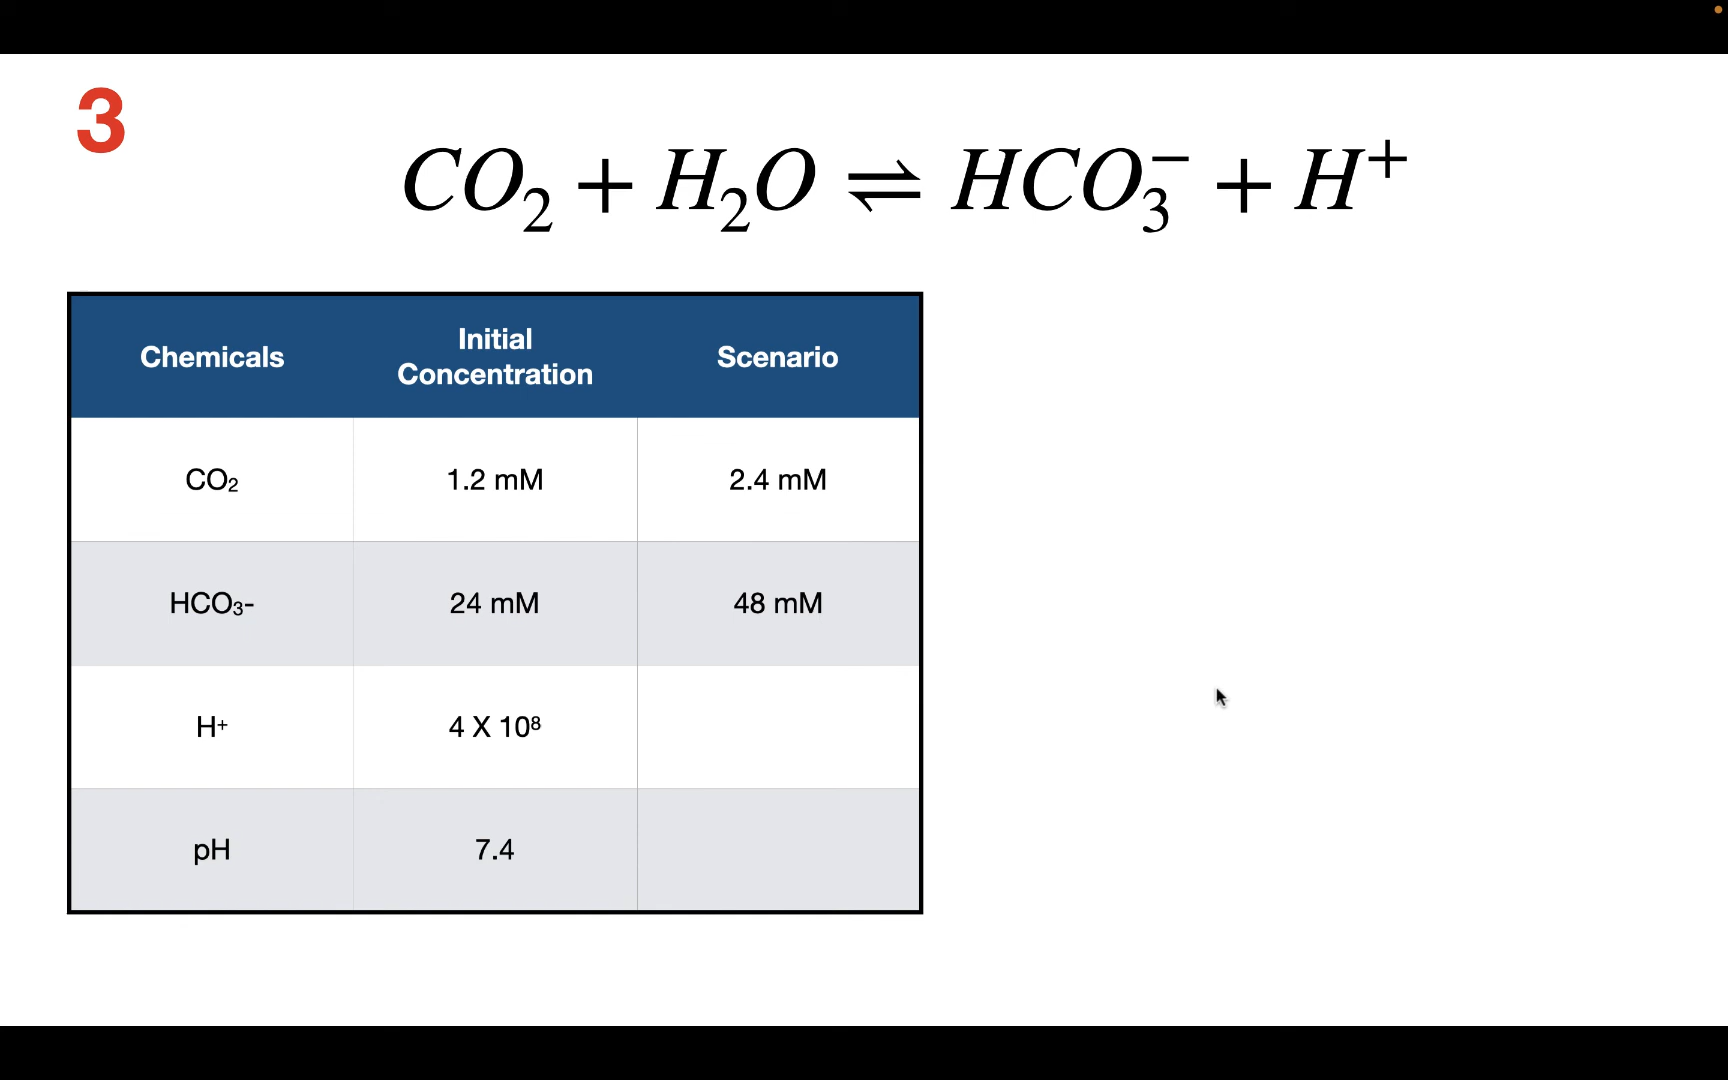 3
CO₂ + H₂O ⇌ HCO₃⁻ + H⁺
Chemicals
Initial
Concentration
Scenario
CO₂ 1.2 mM 2.4 mM
HCO₃- 24 mM 48 mM
H⁺ 4 X 10⁸
pH 7.4